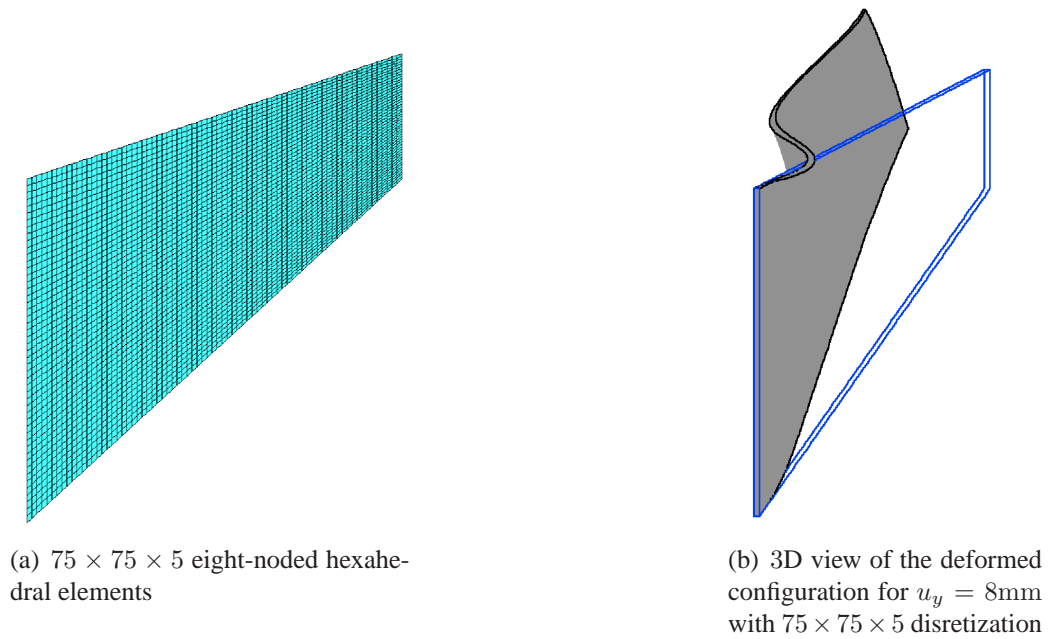 (a) 75 × 75 × 5 eight-noded hexahe-
dral elements
(b) 3D view of the deformed
configuration for u_y = 8mm
with 75 × 75 × 5 disretization